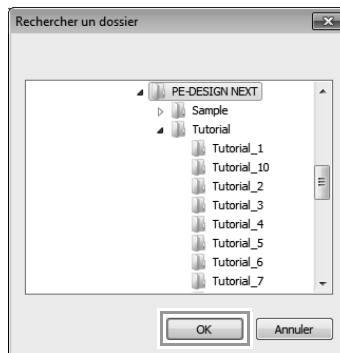 Rechercher un dossier
PE-DESIGN NEXT
Sample
Tutorial
Tutorial_1
Tutorial_10
Tutorial_2
Tutorial_3
Tutorial_4
Tutorial_5
Tutorial_6
Tutorial_7
OK Annuler